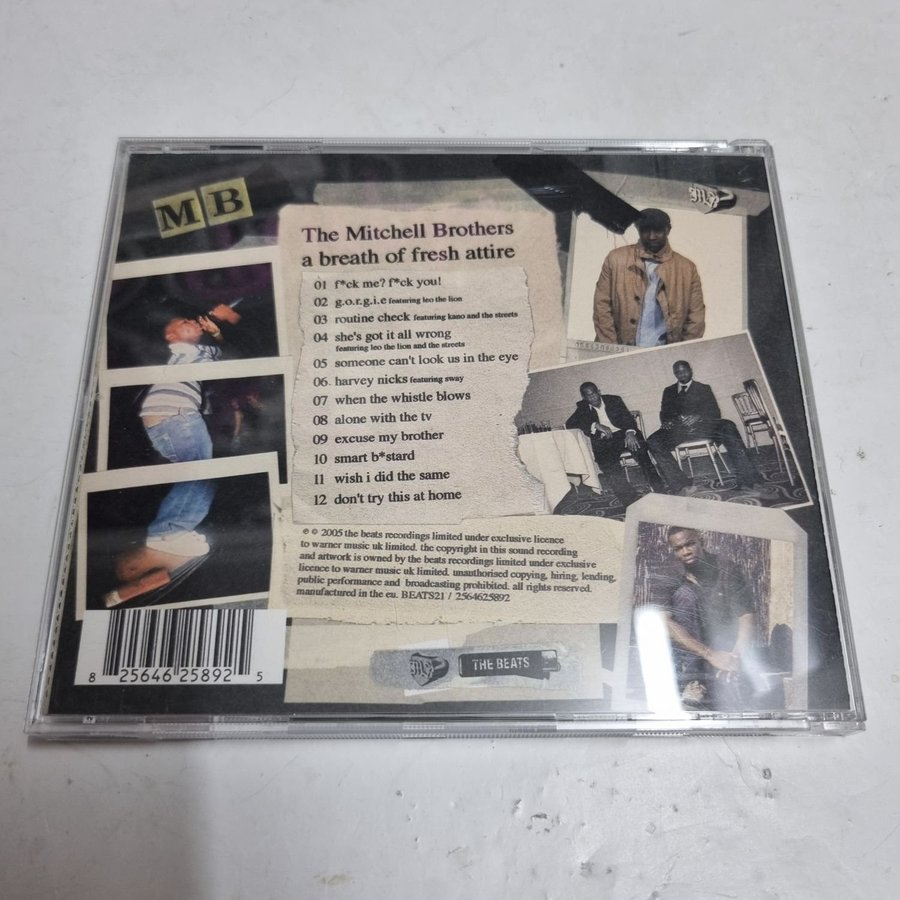 MB
The Mitchell Brothers
a breath of fresh attire
01 f*ck me? f*ck you!
02 g.o.r.g.i.e featuring leo the lion
03 routine check featuring kano and the streets
04 she's got it all wrong
featuring leo the lion and the streets
05 someone can't look us in the eye
06 harvey nicks featuring sway
07 when the whistle blows
08 alone with the tv
09 excuse my brother
10 smart b*stard
11 wish i did the same
12 don't try this at home
℗ © 2005 the beats recordings limited under exclusive licence
to warner music uk limited. the copyright in this sound recording
and artwork is owned by the beats recordings limited under exclusive
licence to warner music uk limited. unauthorised copying, hiring, lending,
public performance and broadcasting prohibited. all rights reserved.
manufactured in the eu. BEATS21 / 2564625892
8 25646 25892 5
THE BEATS